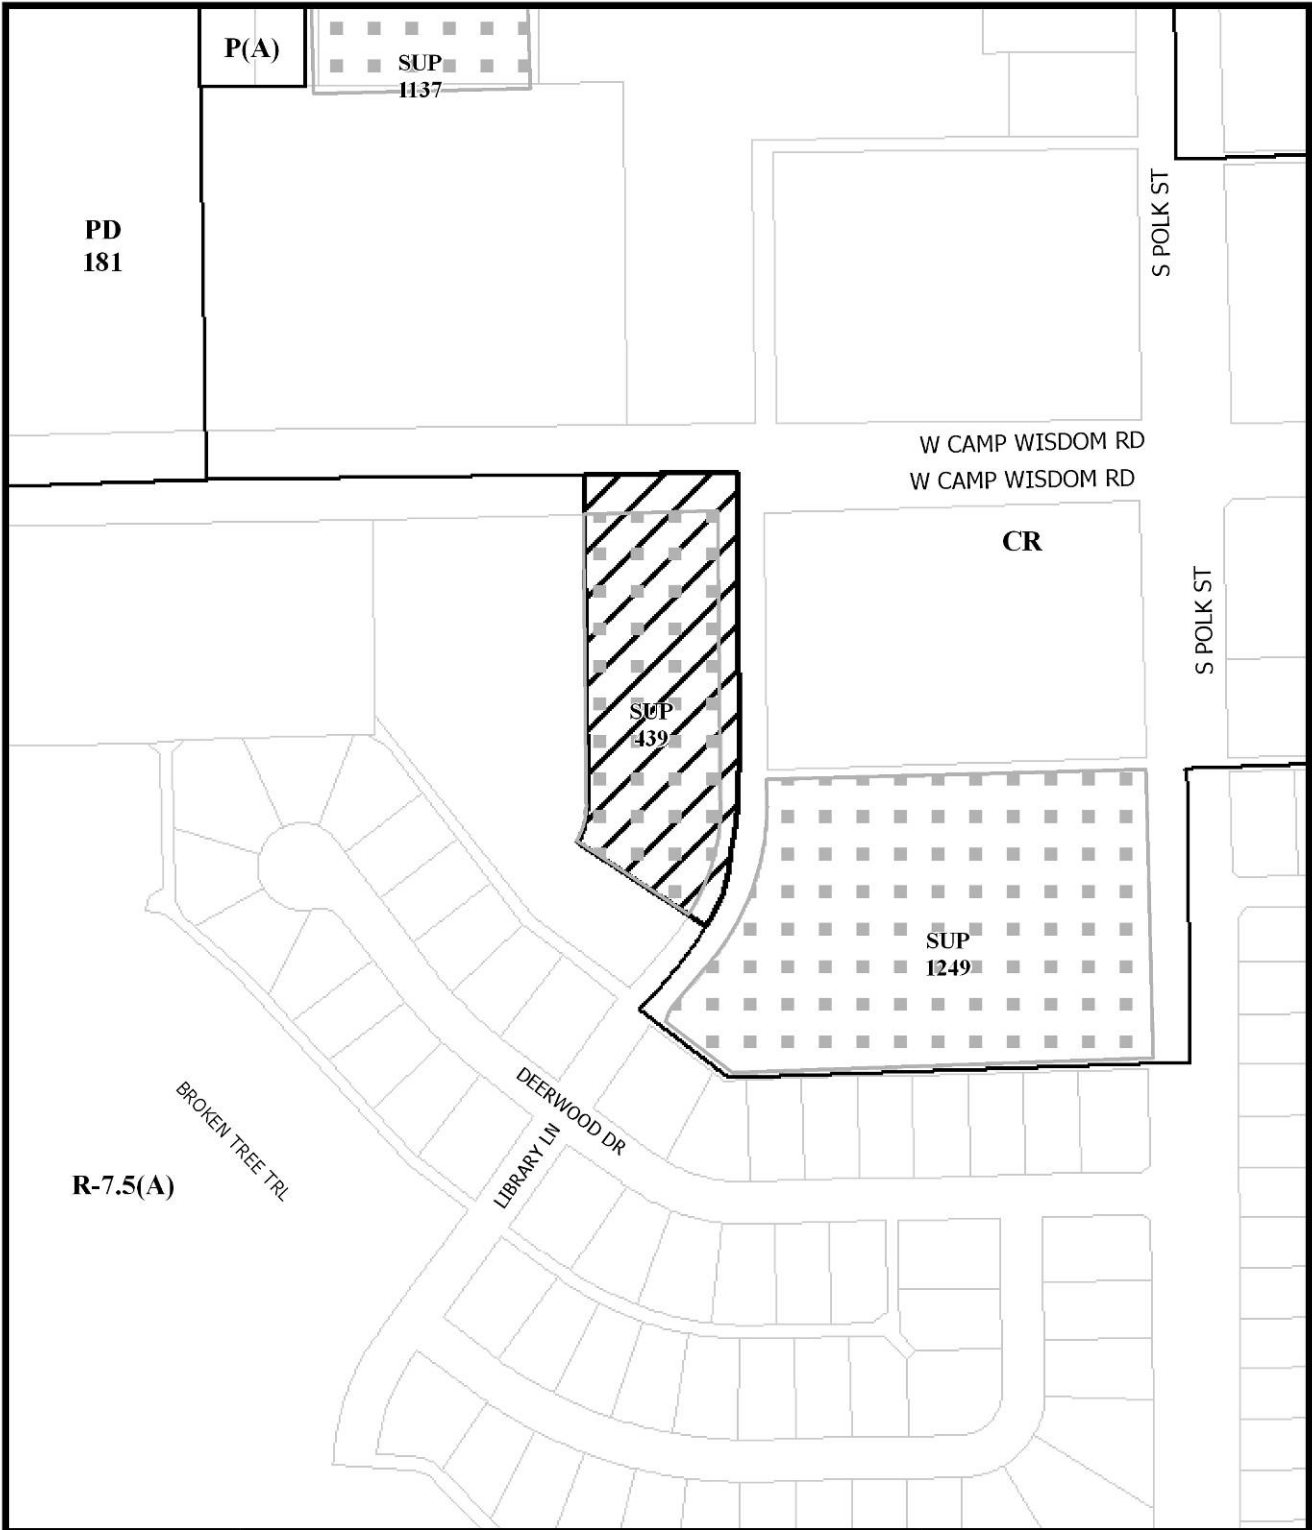 P(A)
SUP
1137
S POLK ST
PD
181
W CAMP WISDOM RD
W CAMP WISDOM RD
CR
S POLK ST
SUP
439
SUP
1249
DEERWOOD DR
BROKEN TREE TRL
LIBRARY LN
R-7.5(A)